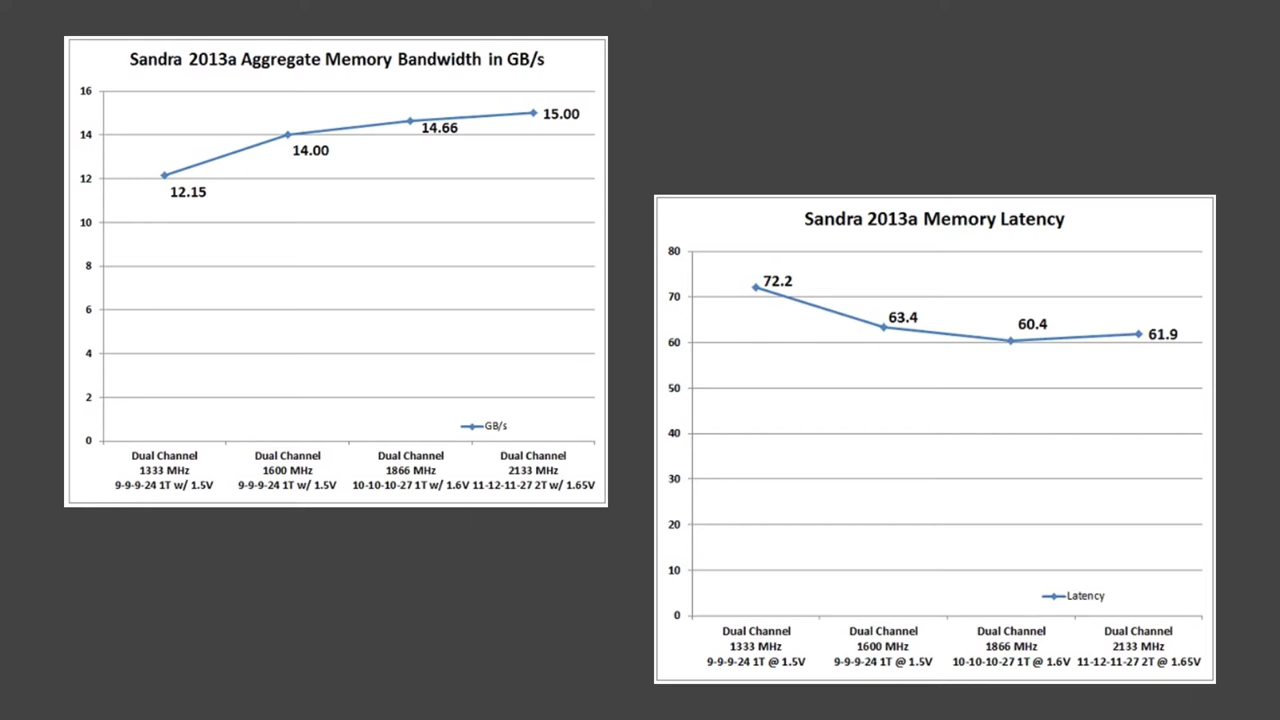 Sandra 2013a Aggregate Memory Bandwidth in GB/s
16
14
12
10
8
6
4
2
0
12.15
14.00
14.66
15.00
GB/s
Dual Channel
1333 MHz
9-9-9-24 1T w/ 1.5V
Dual Channel
1600 MHz
9-9-9-24 1T w/ 1.5V
Dual Channel
1866 MHz
10-10-10-27 1T w/ 1.6V
Dual Channel
2133 MHz
11-12-11-27 2T w/ 1.65V
Sandra 2013a Memory Latency
80
70
60
50
40
30
20
10
0
72.2
63.4
60.4
61.9
Latency
Dual Channel
1333 MHz
9-9-9-24 1T @ 1.5V
Dual Channel
1600 MHz
9-9-9-24 1T @ 1.5V
Dual Channel
1866 MHz
10-10-10-27 1T @ 1.6V
Dual Channel
2133 MHz
11-12-11-27 2T @ 1.65V